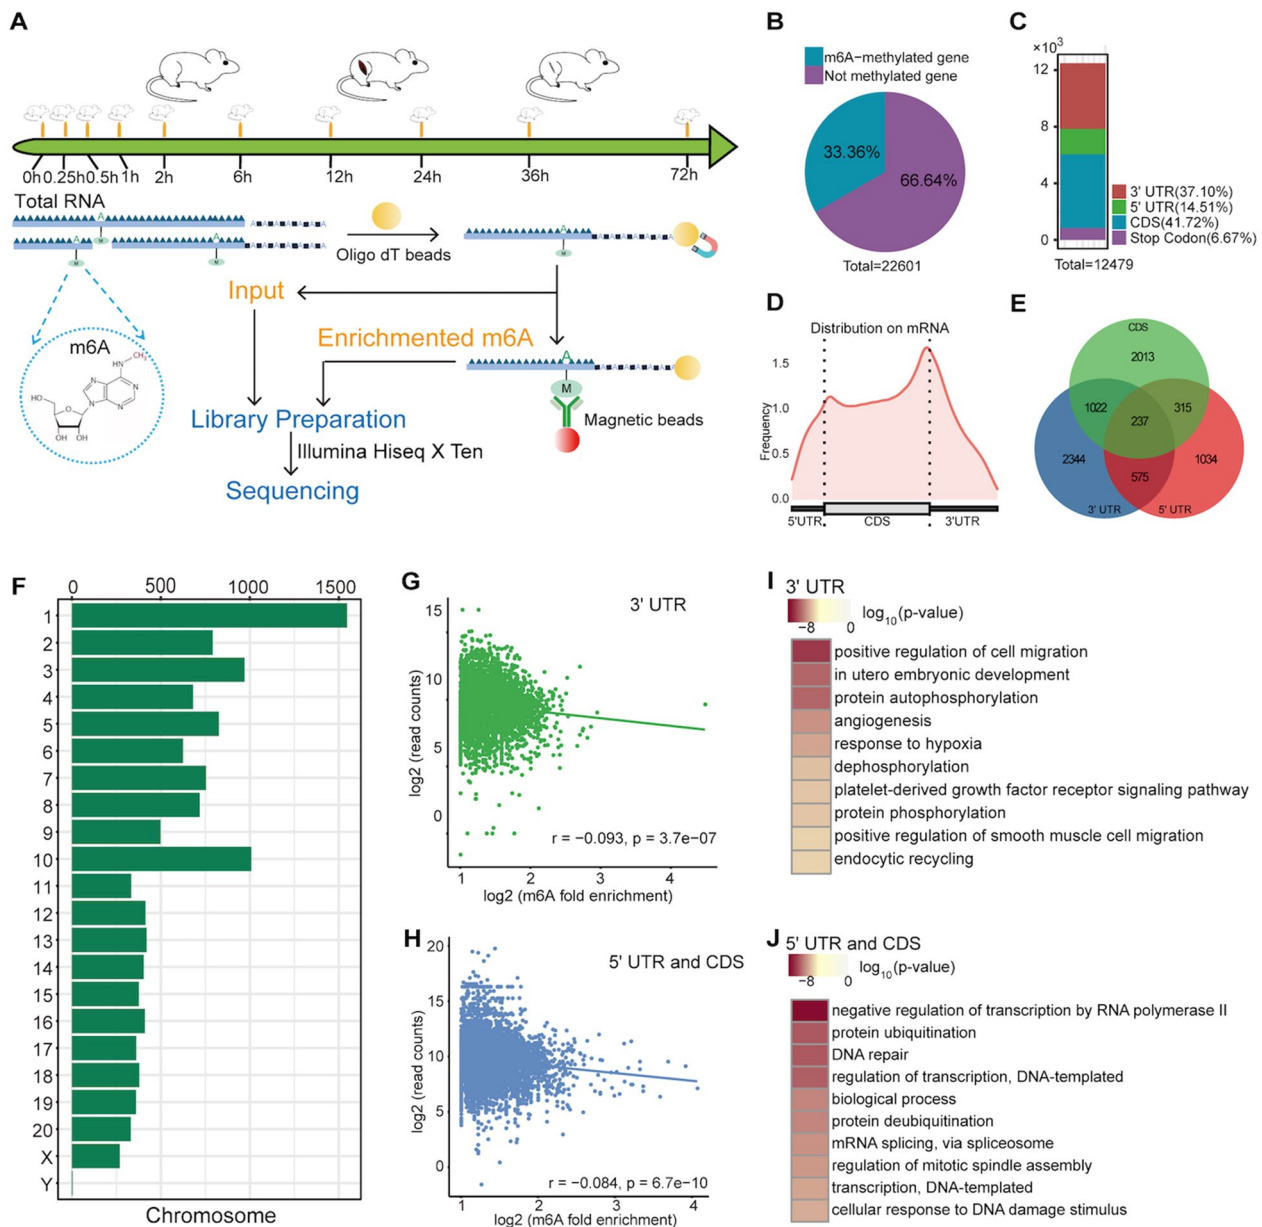 A
0h
0.25h
0.5h
1h
2h
6h
12h
24h
36h
72h
Total RNA
A
A
A
M
M
M
Oligo dT beads
A
M
Input
Enrichmented m6A
m6A
HN
CH3
N
N
N
N
HO
O
OH
OH
A
M
Library Preparation
Magnetic beads
Illumina Hiseq X Ten
Sequencing
B
m6A−methylated gene
Not methylated gene
33.36%
66.64%
Total=22601
C
×10³
12
8
4
0
3' UTR(37.10%)
5' UTR(14.51%)
CDS(41.72%)
Stop Codon(6.67%)
Total=12479
D
Distribution on mRNA
Frequency
1.5
1.0
0.5
0.0
5'UTR
CDS
3'UTR
E
CDS
2013
1022
315
237
2344
575
1034
3' UTR
5' UTR
F
0
500
1000
1500
1
2
3
4
5
6
7
8
9
10
11
12
13
14
15
16
17
18
19
20
X
Y
Chromosome
G
3' UTR
log2 (read counts)
15
10
5
0
r = −0.093, p = 3.7e−07
1
2
3
4
log2 (m6A fold enrichment)
H
5' UTR and CDS
log2 (read counts)
20
15
10
5
0
r = −0.084, p = 6.7e−10
1
2
3
4
log2 (m6A fold enrichment)
I
3' UTR
−8
0
log10(p-value)
positive regulation of cell migration
in utero embryonic development
protein autophosphorylation
angiogenesis
response to hypoxia
dephosphorylation
platelet-derived growth factor receptor signaling pathway
protein phosphorylation
positive regulation of smooth muscle cell migration
endocytic recycling
J
5' UTR and CDS
−8
0
log10(p-value)
negative regulation of transcription by RNA polymerase II
protein ubiquitination
DNA repair
regulation of transcription, DNA-templated
biological process
protein deubiquitination
mRNA splicing, via spliceosome
regulation of mitotic spindle assembly
transcription, DNA-templated
cellular response to DNA damage stimulus